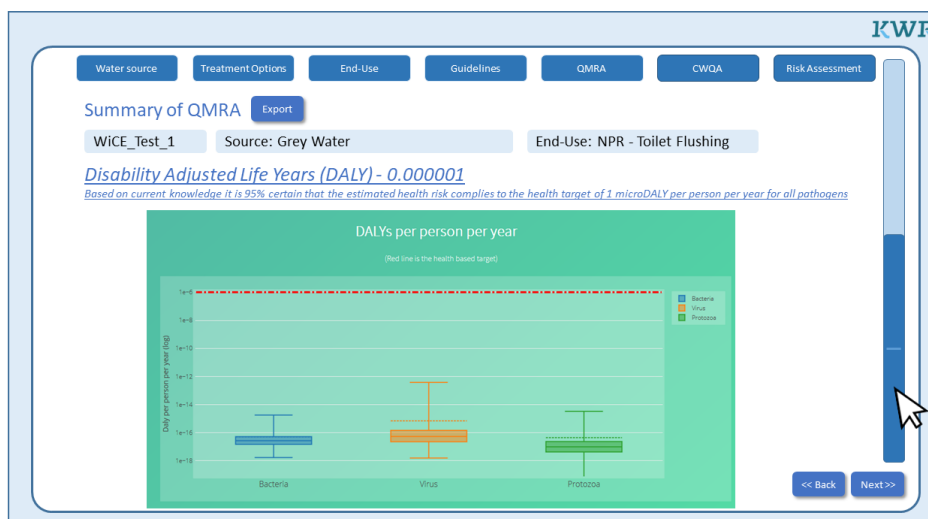 KWR
Water source
Treatment Options
End-Use
Guidelines
QMRA
CWQA
Risk Assessment
Summary of QMRA
Export
WiCE_Test_1
Source: Grey Water
End-Use: NPR - Toilet Flushing
Disability Adjusted Life Years (DALY) - 0.000001
Based on current knowledge it is 95% certain that the estimated health risk complies to the health target of 1 microDALY per person per year for all pathogens
DALYs per person per year
(Red line is the health based target)
Daly per person per year (log)
1e−6
1e−8
1e−10
1e−12
1e−14
1e−16
1e−18
Bacteria
Virus
Protozoa
Bacteria
Virus
Protozoa
<< Back
Next >>